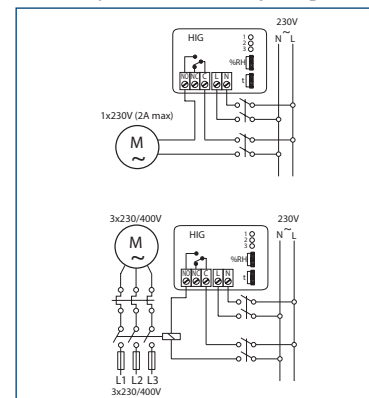 230V
~
N L
HIG
1
2
3
%RH
t
NO NC C L N
1x230V (2A max)
M
~
3x230/400V
M
~
230V
~
N L
HIG
1
2
3
%RH
t
NO NC C L N
L1 L2 L3
3x230/400V